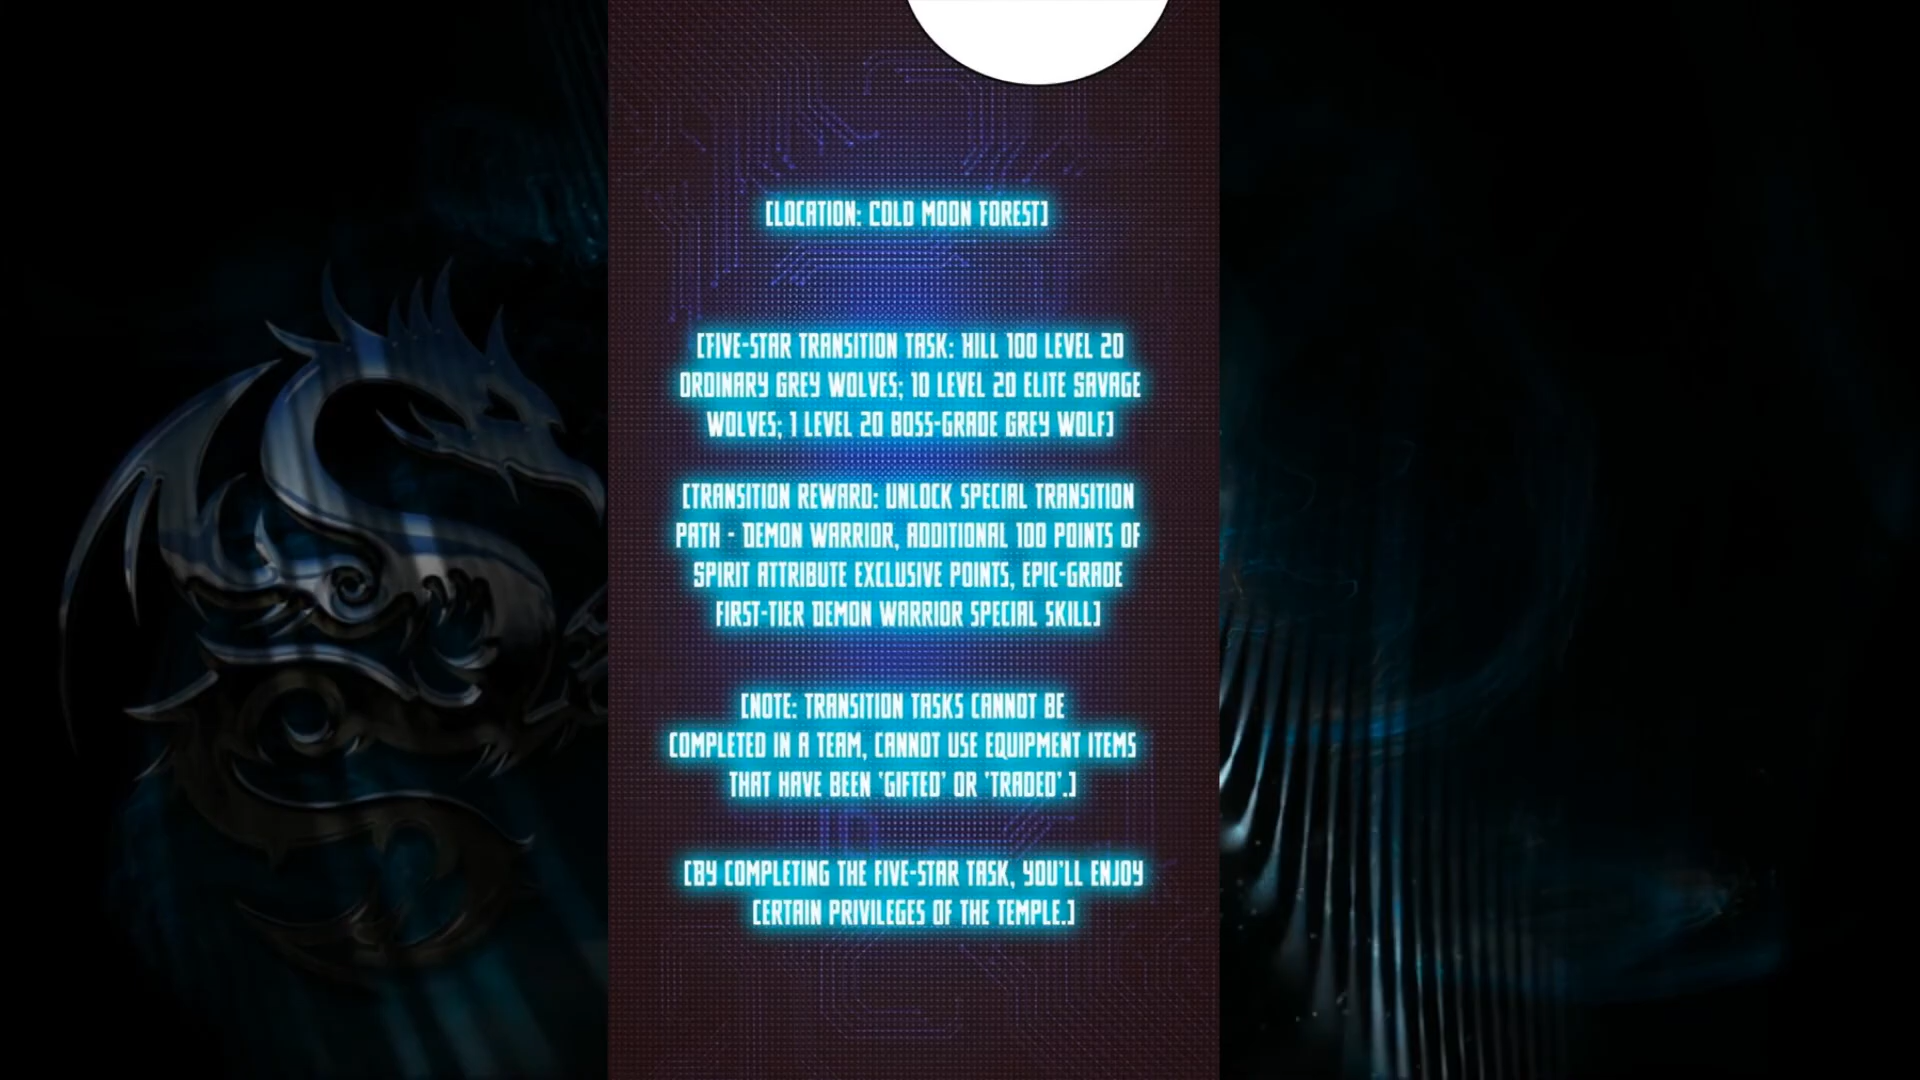 [LOCATION: COLD MOON FOREST]
[FIVE-STAR TRANSITION TASK: KILL 100 LEVEL 20
ORDINARY GREY WOLVES; 10 LEVEL 20 ELITE SAVAGE
WOLVES; 1 LEVEL 20 BOSS-GRADE GREY WOLF]
[TRANSITION REWARD: UNLOCK SPECIAL TRANSITION
PATH - DEMON WARRIOR, ADDITIONAL 100 POINTS OF
SPIRIT ATTRIBUTE EXCLUSIVE POINTS, EPIC-GRADE
FIRST-TIER DEMON WARRIOR SPECIAL SKILL]
[NOTE: TRANSITION TASKS CANNOT BE
COMPLETED IN A TEAM, CANNOT USE EQUIPMENT ITEMS
THAT HAVE BEEN 'GIFTED' OR 'TRADED'.]
[BY COMPLETING THE FIVE-STAR TASK, YOU'LL ENJOY
CERTAIN PRIVILEGES OF THE TEMPLE.]